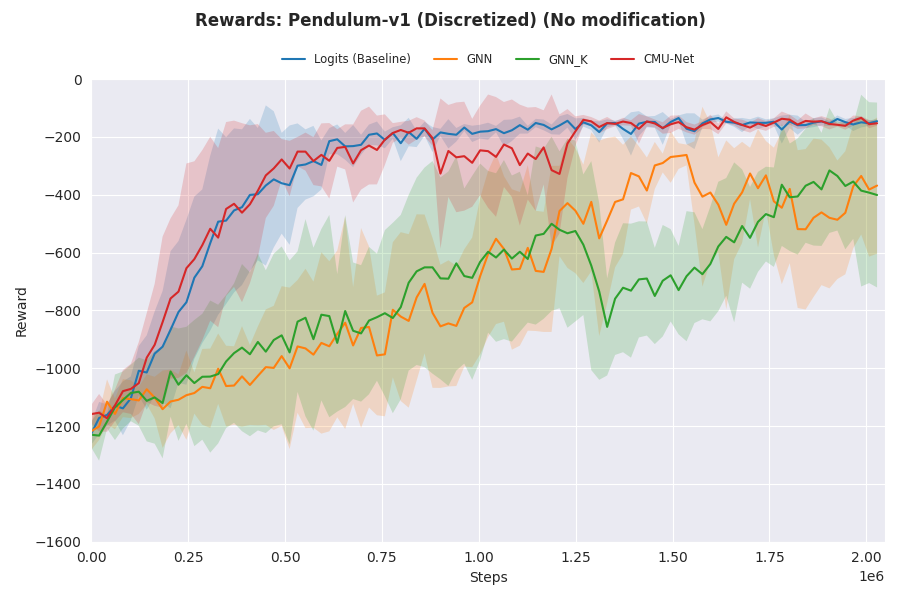 Rewards: Pendulum-v1 (Discretized) (No modification)
Logits (Baseline) GNN GNN_K CMU-Net
0
−200
−400
−600
−800
−1000
−1200
−1400
−1600
Reward
0.00 0.25 0.50 0.75 1.00 1.25 1.50 1.75 2.00
Steps
1e6